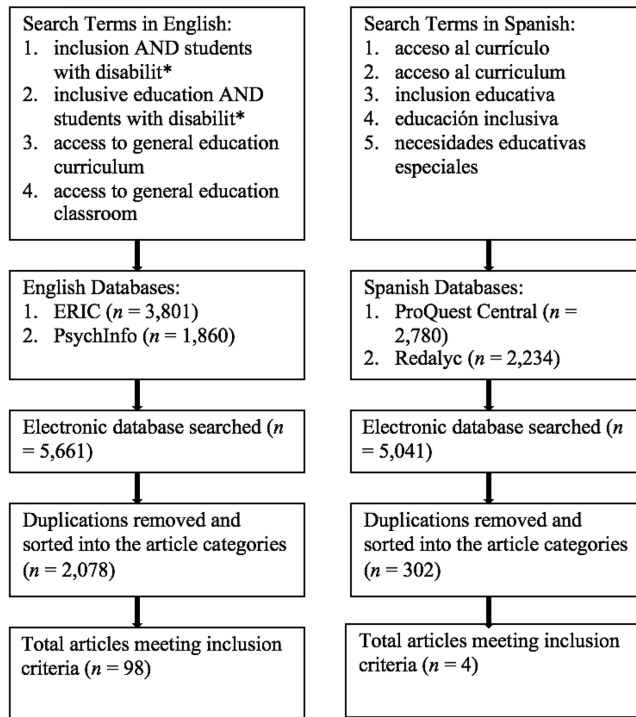 Search Terms in English:
1. inclusion AND students
with disabilit*
2. inclusive education AND
students with disabilit*
3. access to general education
curriculum
4. access to general education
classroom
Search Terms in Spanish:
1. acceso al currículo
2. acceso al curriculum
3. inclusion educativa
4. educación inclusiva
5. necesidades educativas
especiales
English Databases:
1. ERIC (n = 3,801)
2. PsychInfo (n = 1,860)
Spanish Databases:
1. ProQuest Central (n =
2,780)
2. Redalyc (n = 2,234)
Electronic database searched (n
= 5,661)
Electronic database searched (n
= 5,041)
Duplications removed and
sorted into the article categories
(n = 2,078)
Duplications removed and
sorted into the article categories
(n = 302)
Total articles meeting inclusion
criteria (n = 98)
Total articles meeting inclusion
criteria (n = 4)